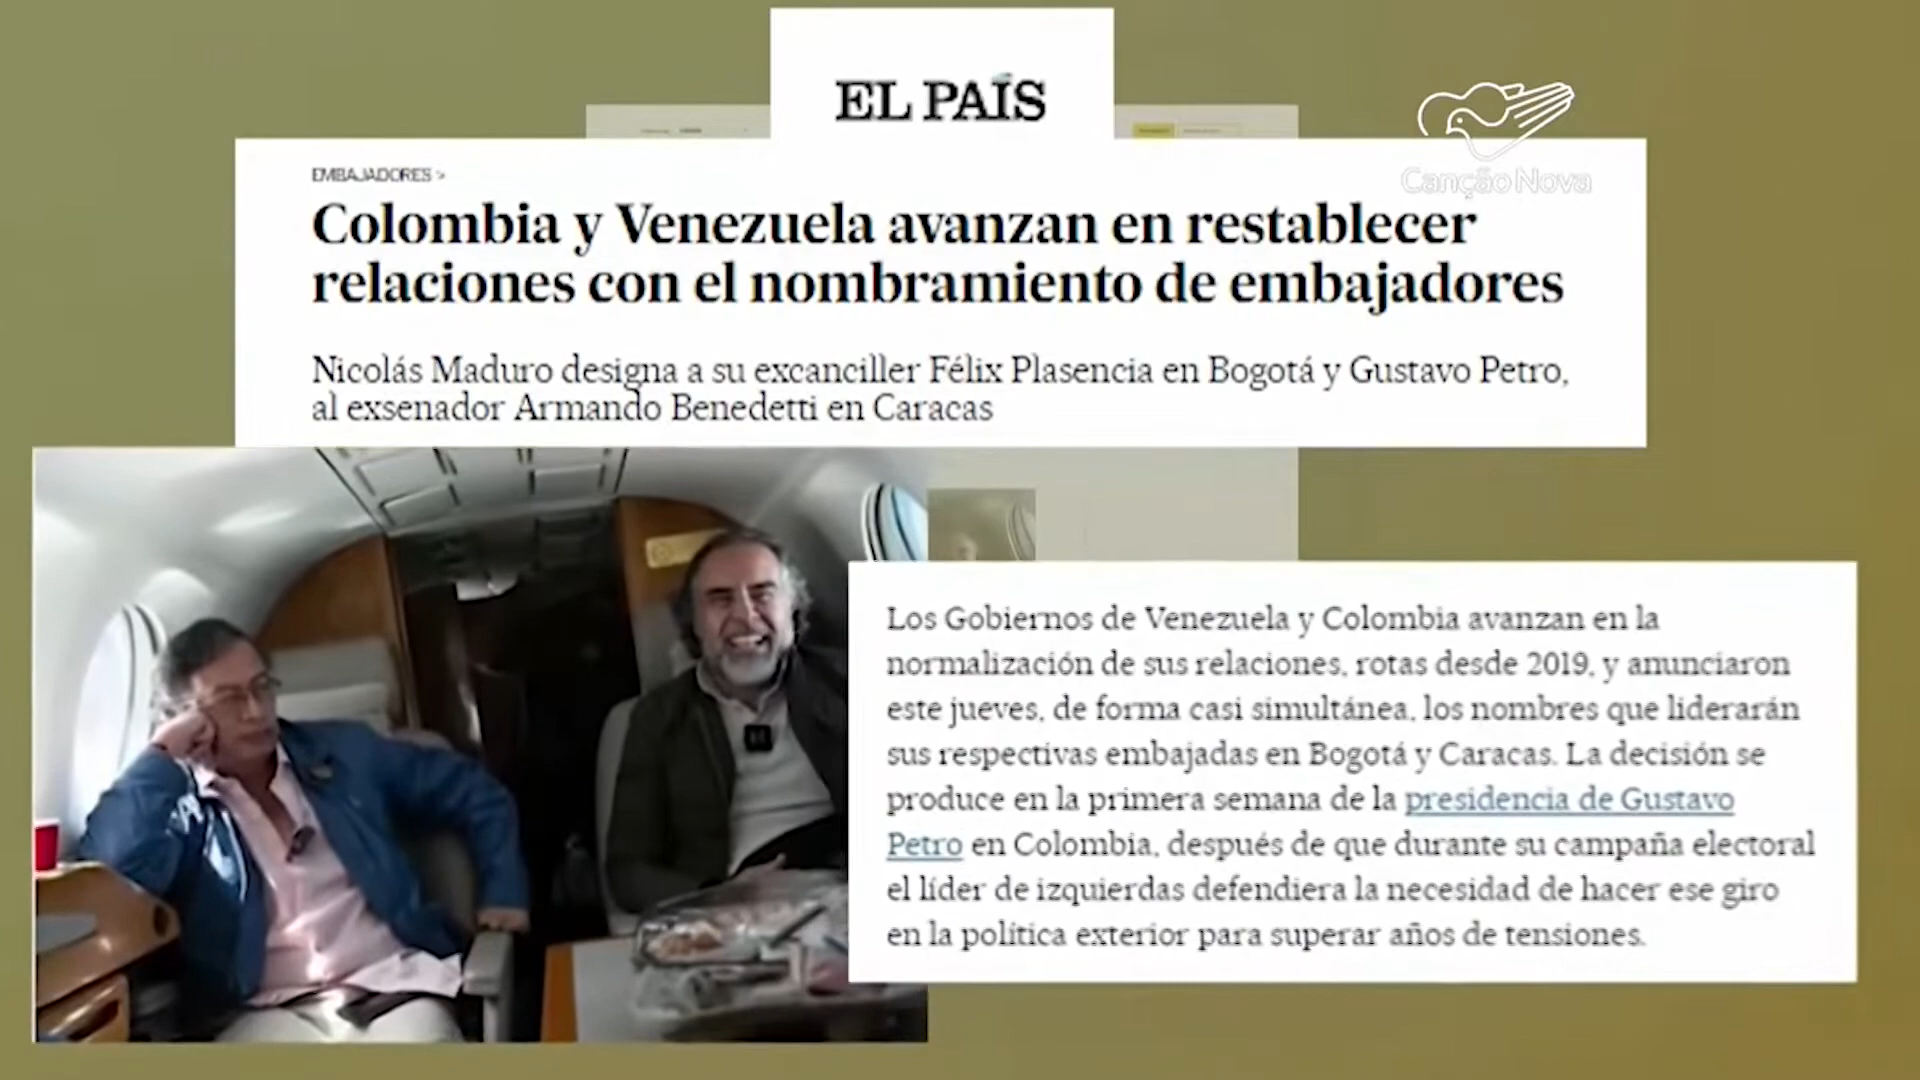 EL PAÍS
Canção Nova
EMBAJADORES >
Colombia y Venezuela avanzan en restablecer
relaciones con el nombramiento de embajadores
Nicolás Maduro designa a su excanciller Félix Plasencia en Bogotá y Gustavo Petro,
al exsenador Armando Benedetti en Caracas
Los Gobiernos de Venezuela y Colombia avanzan en la
normalización de sus relaciones, rotas desde 2019, y anunciaron
este jueves, de forma casi simultánea, los nombres que liderarán
sus respectivas embajadas en Bogotá y Caracas. La decisión se
produce en la primera semana de la presidencia de Gustavo
Petro en Colombia, después de que durante su campaña electoral
el líder de izquierdas defendiera la necesidad de hacer ese giro
en la política exterior para superar años de tensiones.